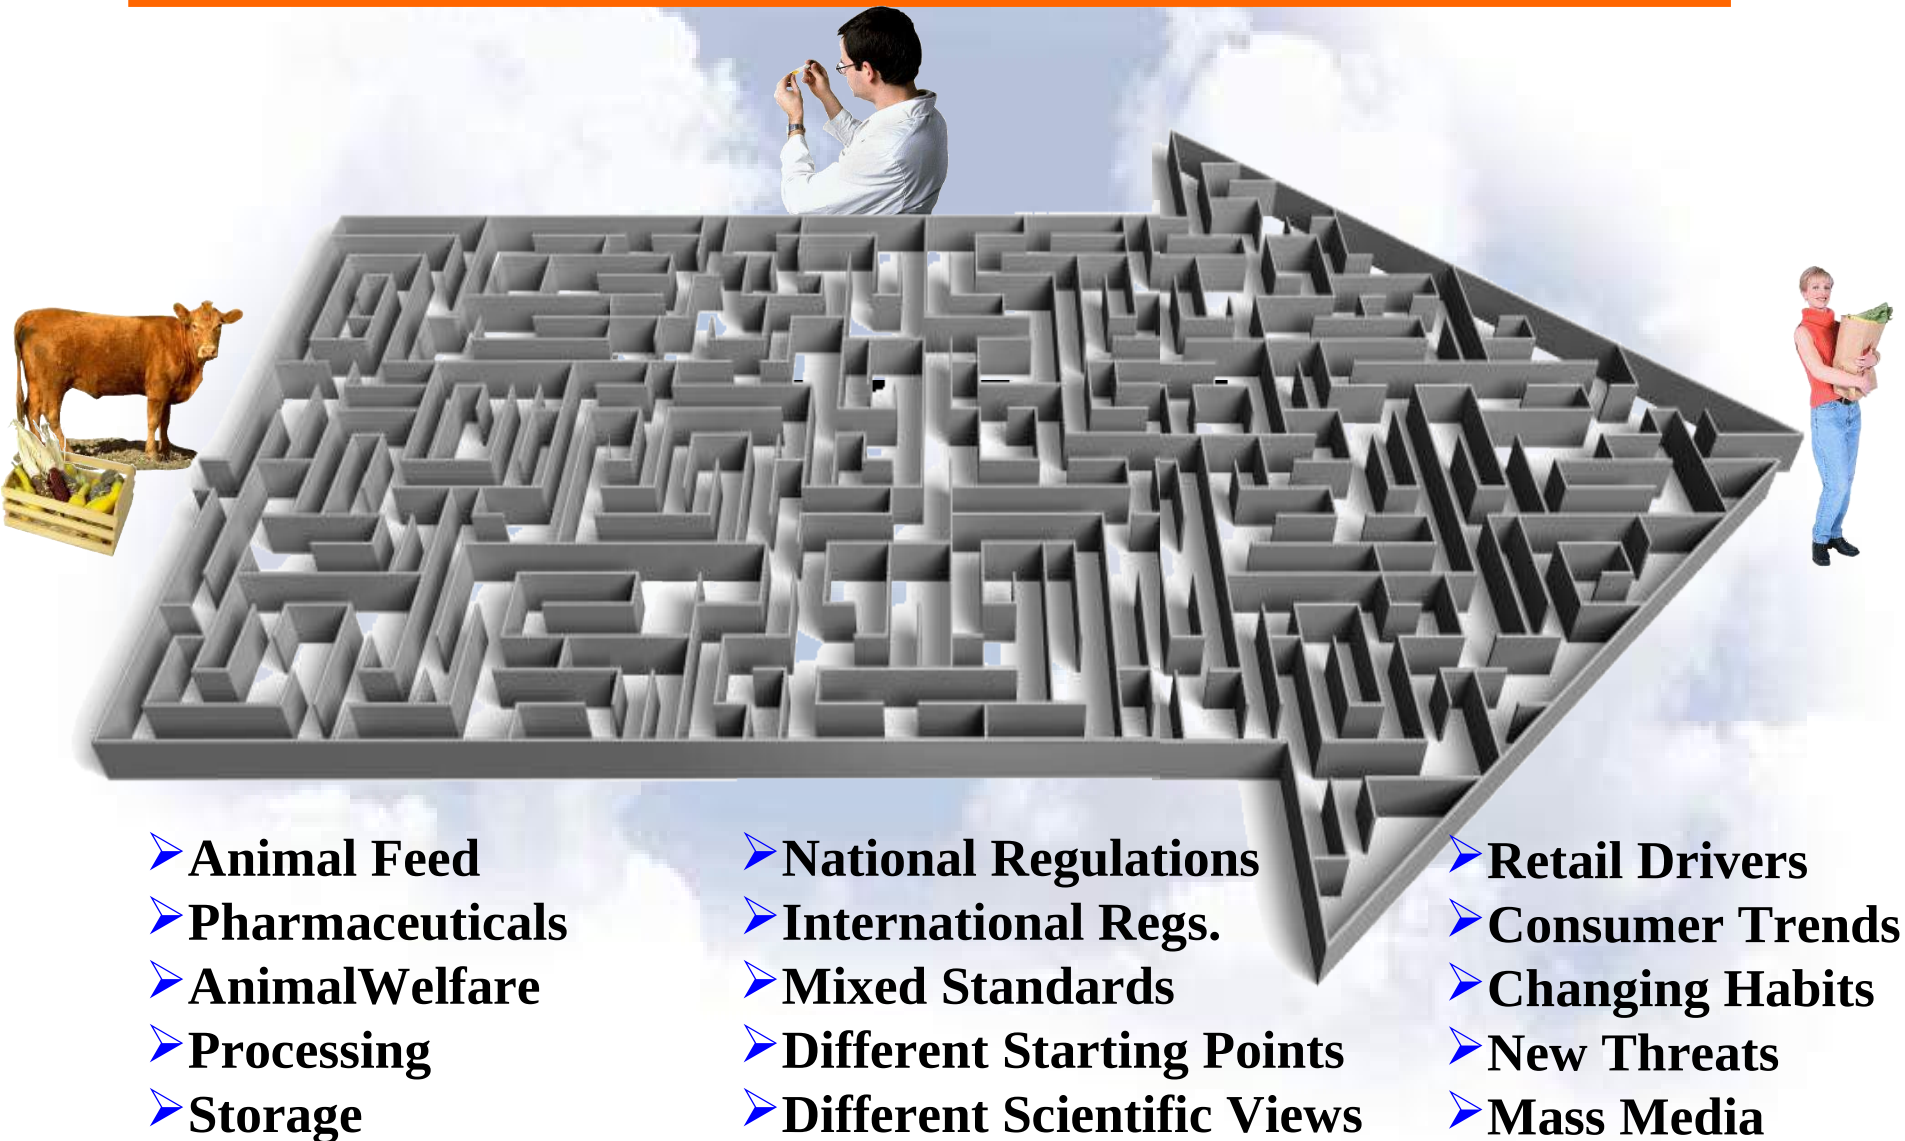 Animal Feed
Pharmaceuticals
AnimalWelfare
Processing
Storage
National Regulations
International Regs.
Mixed Standards
Different Starting Points
Different Scientific Views
Retail Drivers
Consumer Trends
Changing Habits
New Threats
Mass Media